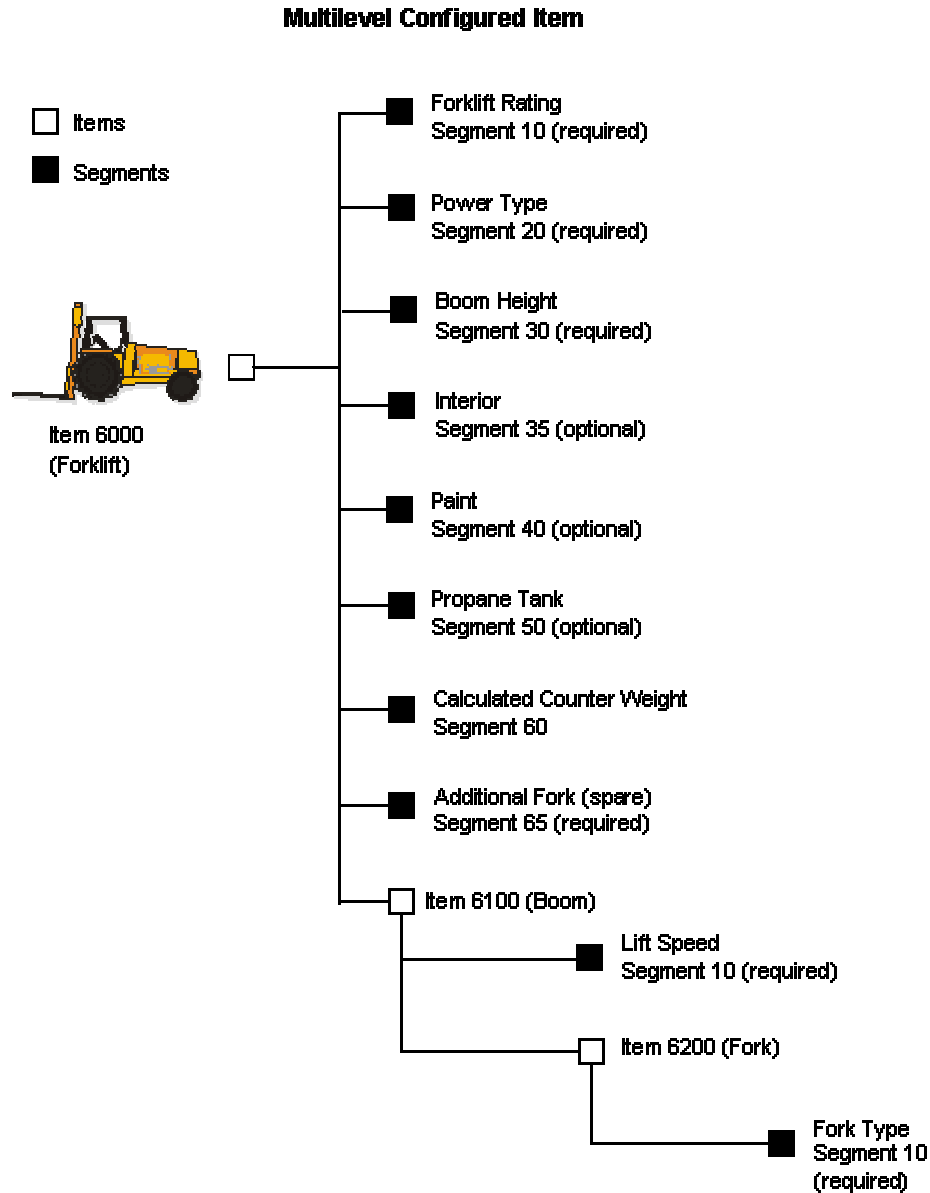 Multilevel Configured Item
Items
Segments
Forklift Rating
Segment 10 (required)
Power Type
Segment 20 (required)
Boom Height
Segment 30 (required)
Interior
Segment 35 (optional)
Item 6000
(Forklift)
Paint
Segment 40 (optional)
Propane Tank
Segment 50 (optional)
Calculated Counter Weight
Segment 60
Additional Fork (spare)
Segment 65 (required)
Item 6100 (Boom)
Lift Speed
Segment 10 (required)
Item 6200 (Fork)
Fork Type
Segment 10
(required)